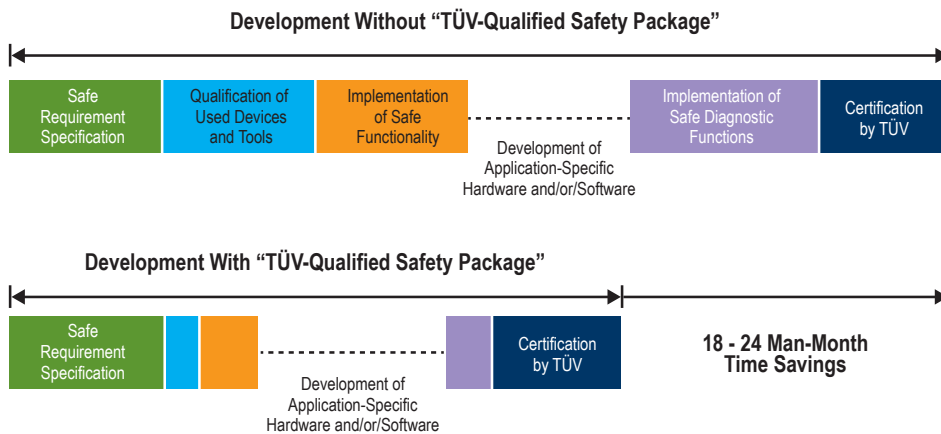 Development Without “TÜV-Qualified Safety Package”
Safe
Requirement
Specification
Qualification of
Used Devices
and Tools
Implementation
of Safe
Functionality
Development of
Application-Specific
Hardware and/or/Software
Implementation of
Safe Diagnostic
Functions
Certification
by TÜV
Development With “TÜV-Qualified Safety Package”
Safe
Requirement
Specification
Development of
Application-Specific
Hardware and/or/Software
Certification
by TÜV
18 - 24 Man-Month
Time Savings